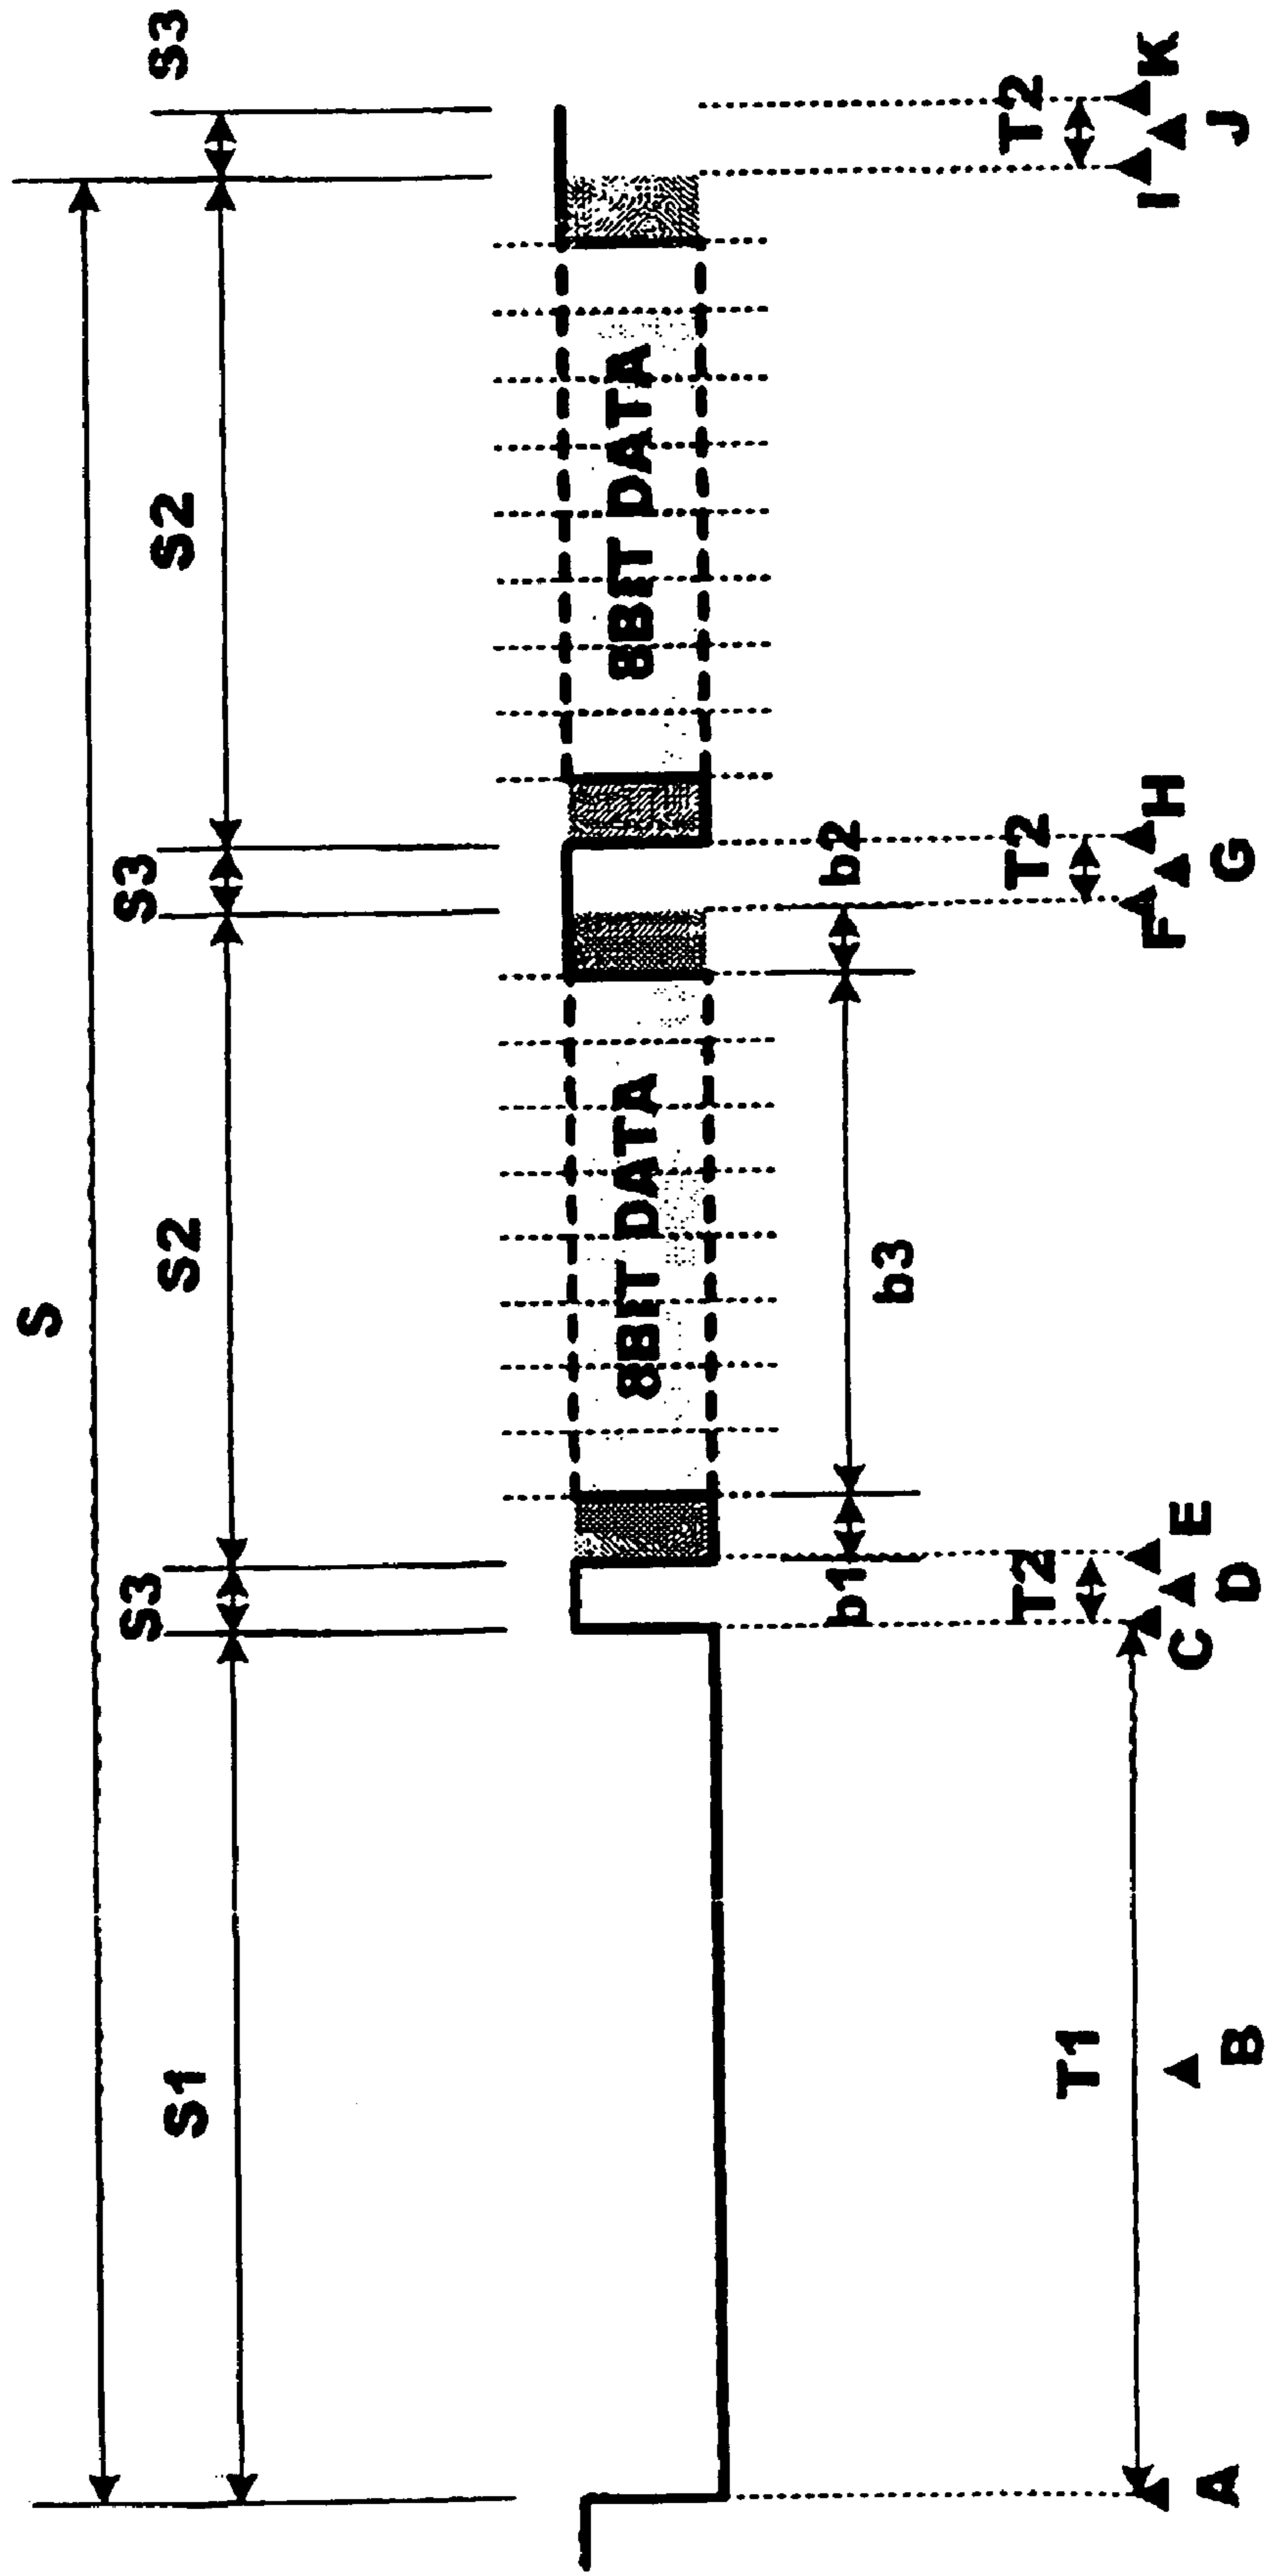 S
S1 S3 S2 S3 S2 S3
8BIT DATA 8BIT DATA
b1 b3 b2
T1 T2 T2 T2
A B C D E F G H I J K